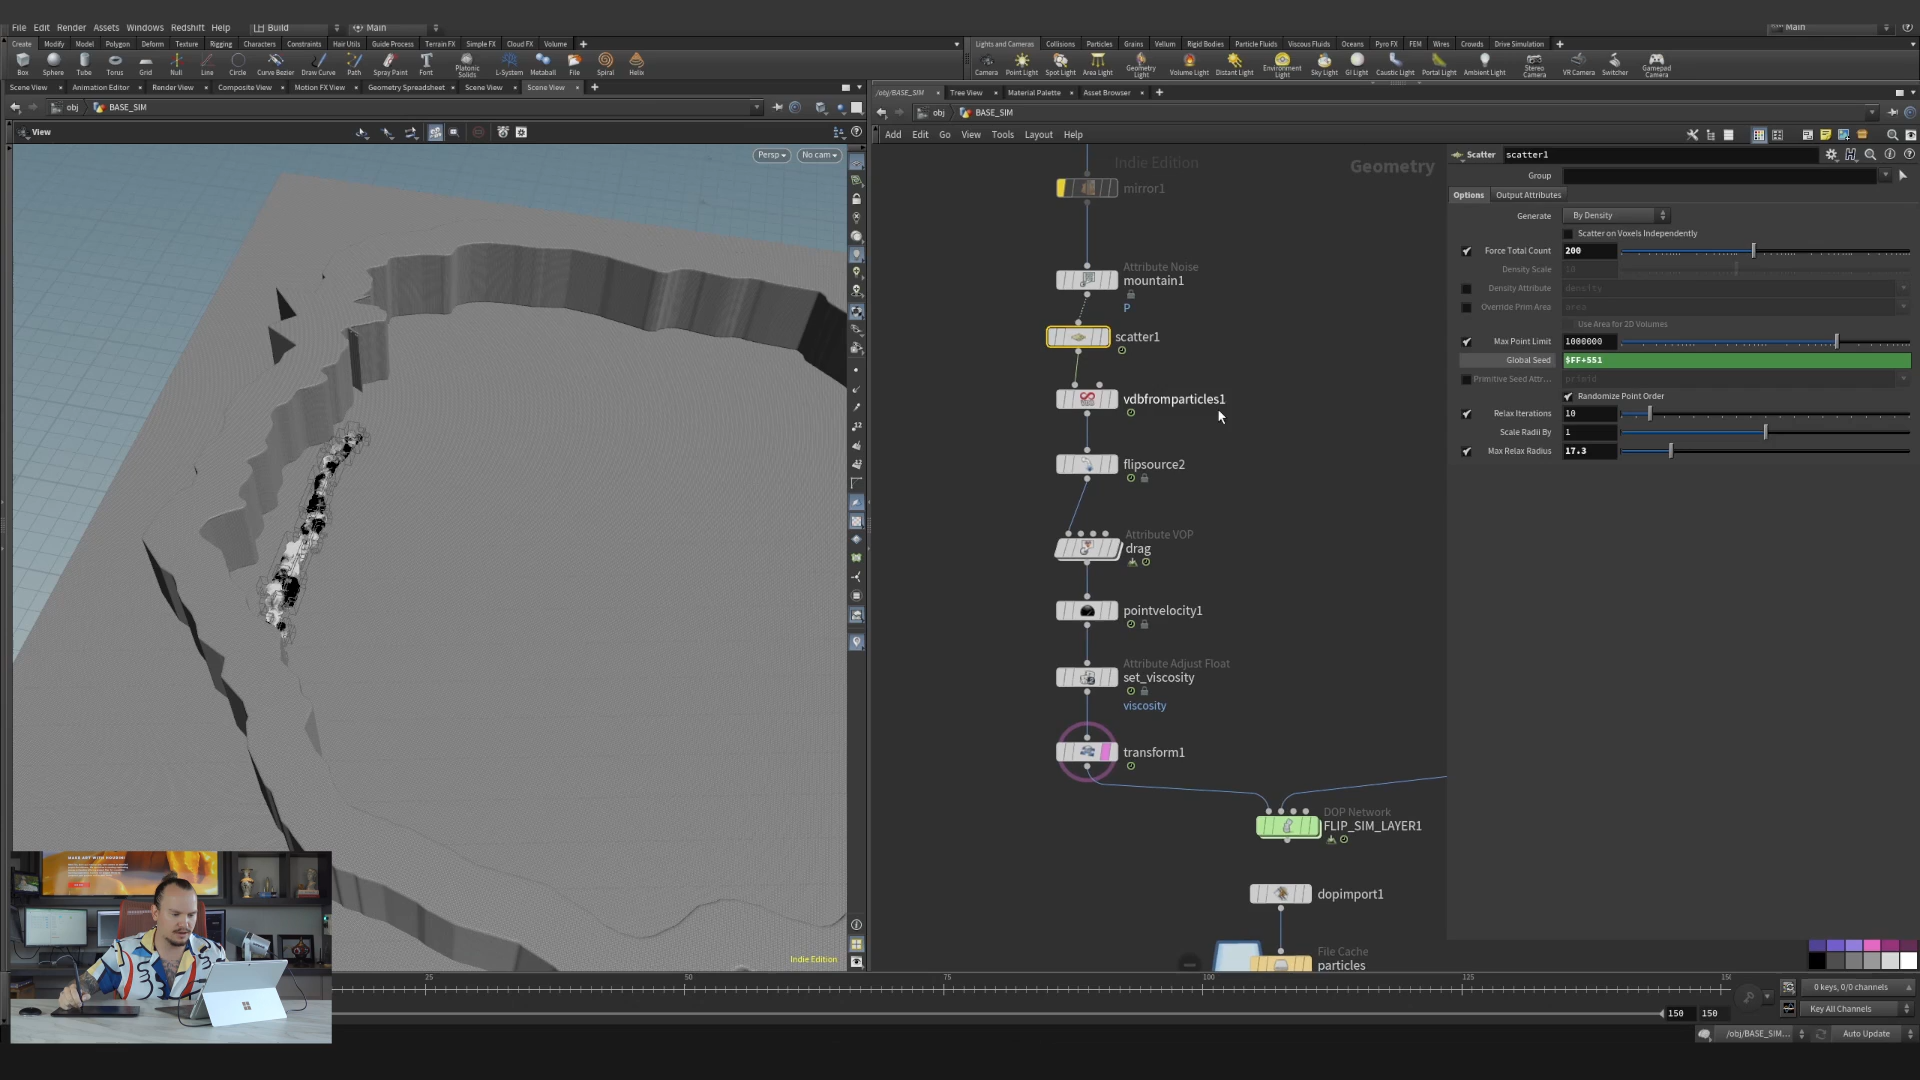 File Edit Render Assets Windows Redshift Help Build Main Main
Create Modify Model Polygon Deform Texture Rigging Characters Constraints Hair Utils Guide Process Terrain FX Simple FX Cloud FX Volume
Lights and Cameras Collisions Particles Grains Vellum Rigid Bodies Particle Fluids Viscous Fluids Oceans Pyro FX FEM Wires Crowds Drive Simulation
Box Sphere Tube Torus Grid Null Line Circle Curve Bezier Draw Curve Path Spray Paint Font Platonic Solids L-System Metaball File Spiral Helix
Camera Point Light Spot Light Area Light Geometry Light Volume Light Distant Light Environment Light Sky Light GI Light Caustic Light Portal Light Ambient Light Stereo Camera VR Camera Switcher Gamepad Camera
Scene View Animation Editor Render View Composite View Motion FX View Geometry Spreadsheet Scene View Scene View
/obj/BASE_SIM Tree View Material Palette Asset Browser
obj BASE_SIM
obj BASE_SIM
View
Add Edit Go View Tools Layout Help
Persp No cam
Indie Edition
Geometry
mirror1
Attribute Noise
mountain1
P
scatter1
vdbfromparticles1
flipsource2
Attribute VOP
drag
pointvelocity1
Attribute Adjust Float
set_viscosity
viscosity
transform1
DOP Network
FLIP_SIM_LAYER1
dopimport1
File Cache
particles
Scatter scatter1
Group
Options Output Attributes
Generate By Density
Scatter on Voxels Independently
Force Total Count 200
Density Scale 10
Density Attribute density
Override Prim Area area
Use Area for 2D Volumes
Max Point Limit 1000000
Global Seed $FF+551
Primitive Seed Attr... primid
Randomize Point Order
Relax Iterations 10
Scale Radii By 1
Max Relax Radius 17.3
Indie Edition
MAKE ART WITH HOUDINI
25 50 75 100 125 15
150 150
0 keys, 0/0 channels
Key All Channels
/obj/BASE_SIM... Auto Update